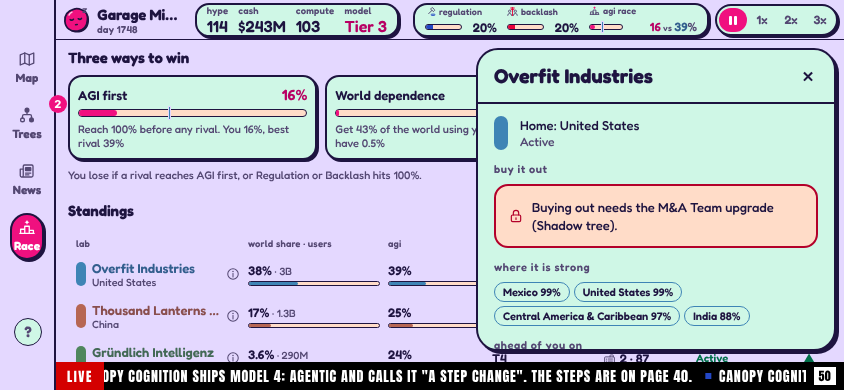 Garage Mi...
day 1748
hype cash compute model
114 $243M 103 Tier 3
regulation backlash agi race
20% 20% 16 vs 39%
1x 2x 3x
Map
2
Trees
News
Race
?
Three ways to win
AGI first 16%
Reach 100% before any rival. You 16%, best
rival 39%
World dependence
Get 43% of the world using y
have 0.5%
You lose if a rival reaches AGI first, or Regulation or Backlash hits 100%.
Standings
lab world share · users agi
Overfit Industries 38% · 3B 39%
United States
Thousand Lanterns ... 17% · 1.3B 25%
China
Gründlich Intelligenz 3.6% · 290M 24%
T4 2 · 87 Active
Overfit Industries
Home: United States
Active
buy it out
Buying out needs the M&A Team upgrade
(Shadow tree).
where it is strong
Mexico 99% United States 99%
Central America & Caribbean 97% India 88%
ahead of you on
LIVE OPY COGNITION SHIPS MODEL 4: AGENTIC AND CALLS IT "A STEP CHANGE". THE STEPS ARE ON PAGE 40. CANOPY COGNIT 50